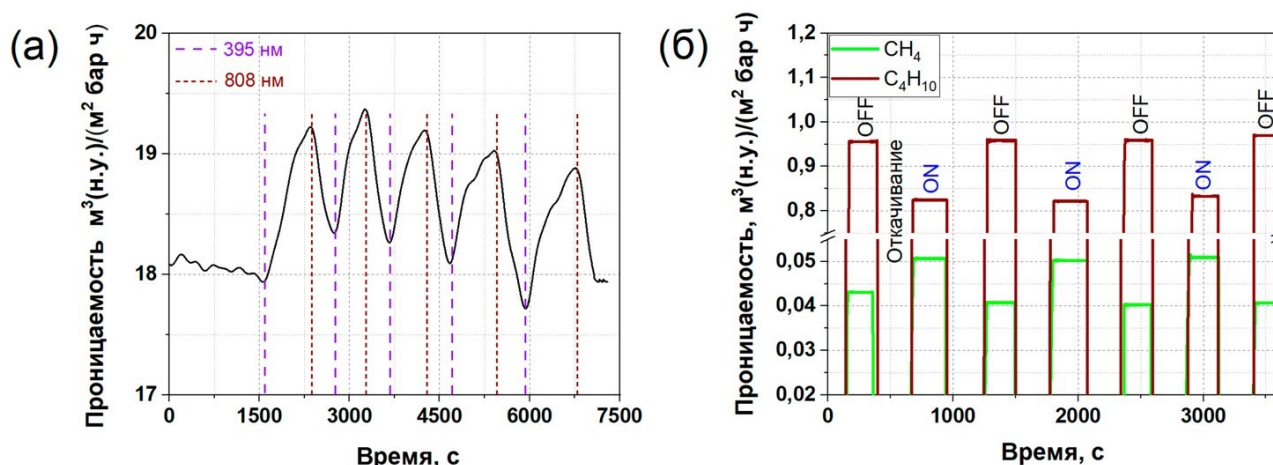 (а)
Проницаемость м³(н.у.)/(м² бар ч)
20
19
18
17
395 нм
808 нм
0 1500 3000 4500 6000 7500
Время, с
(б)
Проницаемость, м³(н.у.)/(м² бар ч)
1,2
1,1
1,0
0,9
0,8
0,05
0,04
0,03
0,02
CH₄
C₄H₁₀
OFF
Откачивание
ON
OFF
ON
OFF
ON
OFF
0 1000 2000 3000
Время, с